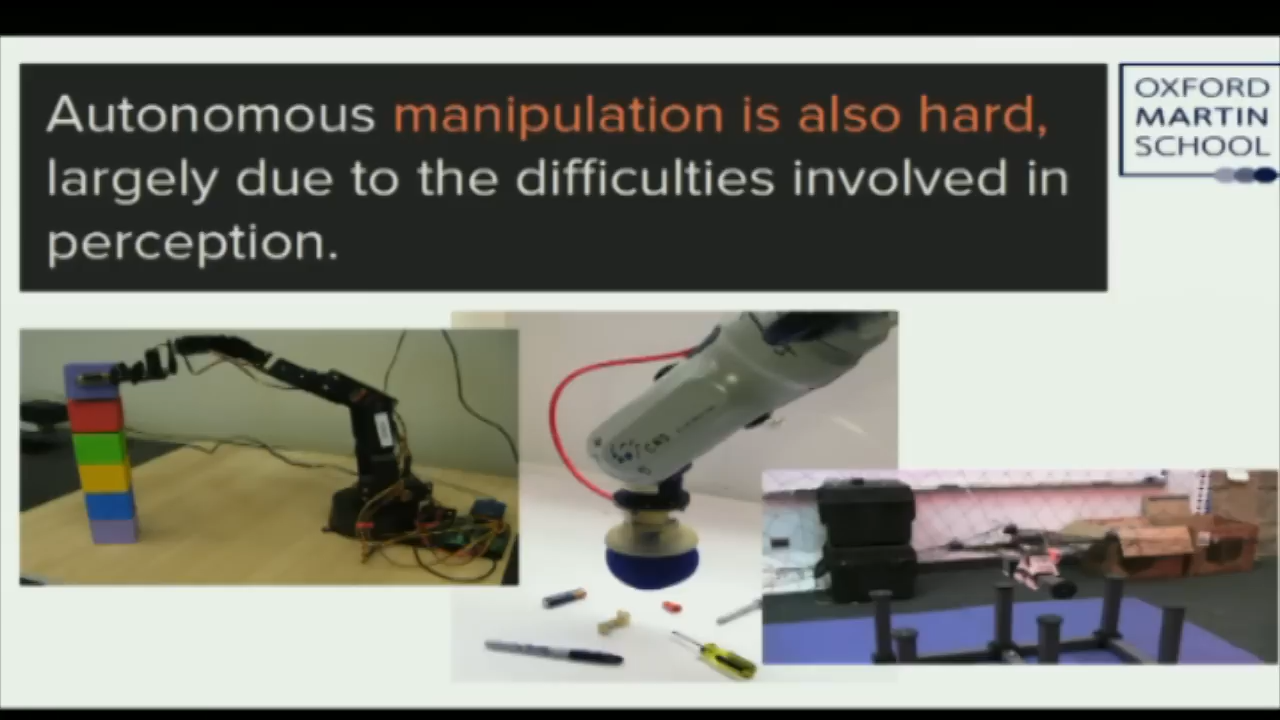 Autonomous manipulation is also hard,
largely due to the difficulties involved in
perception.
OXFORD
MARTIN
SCHOOL